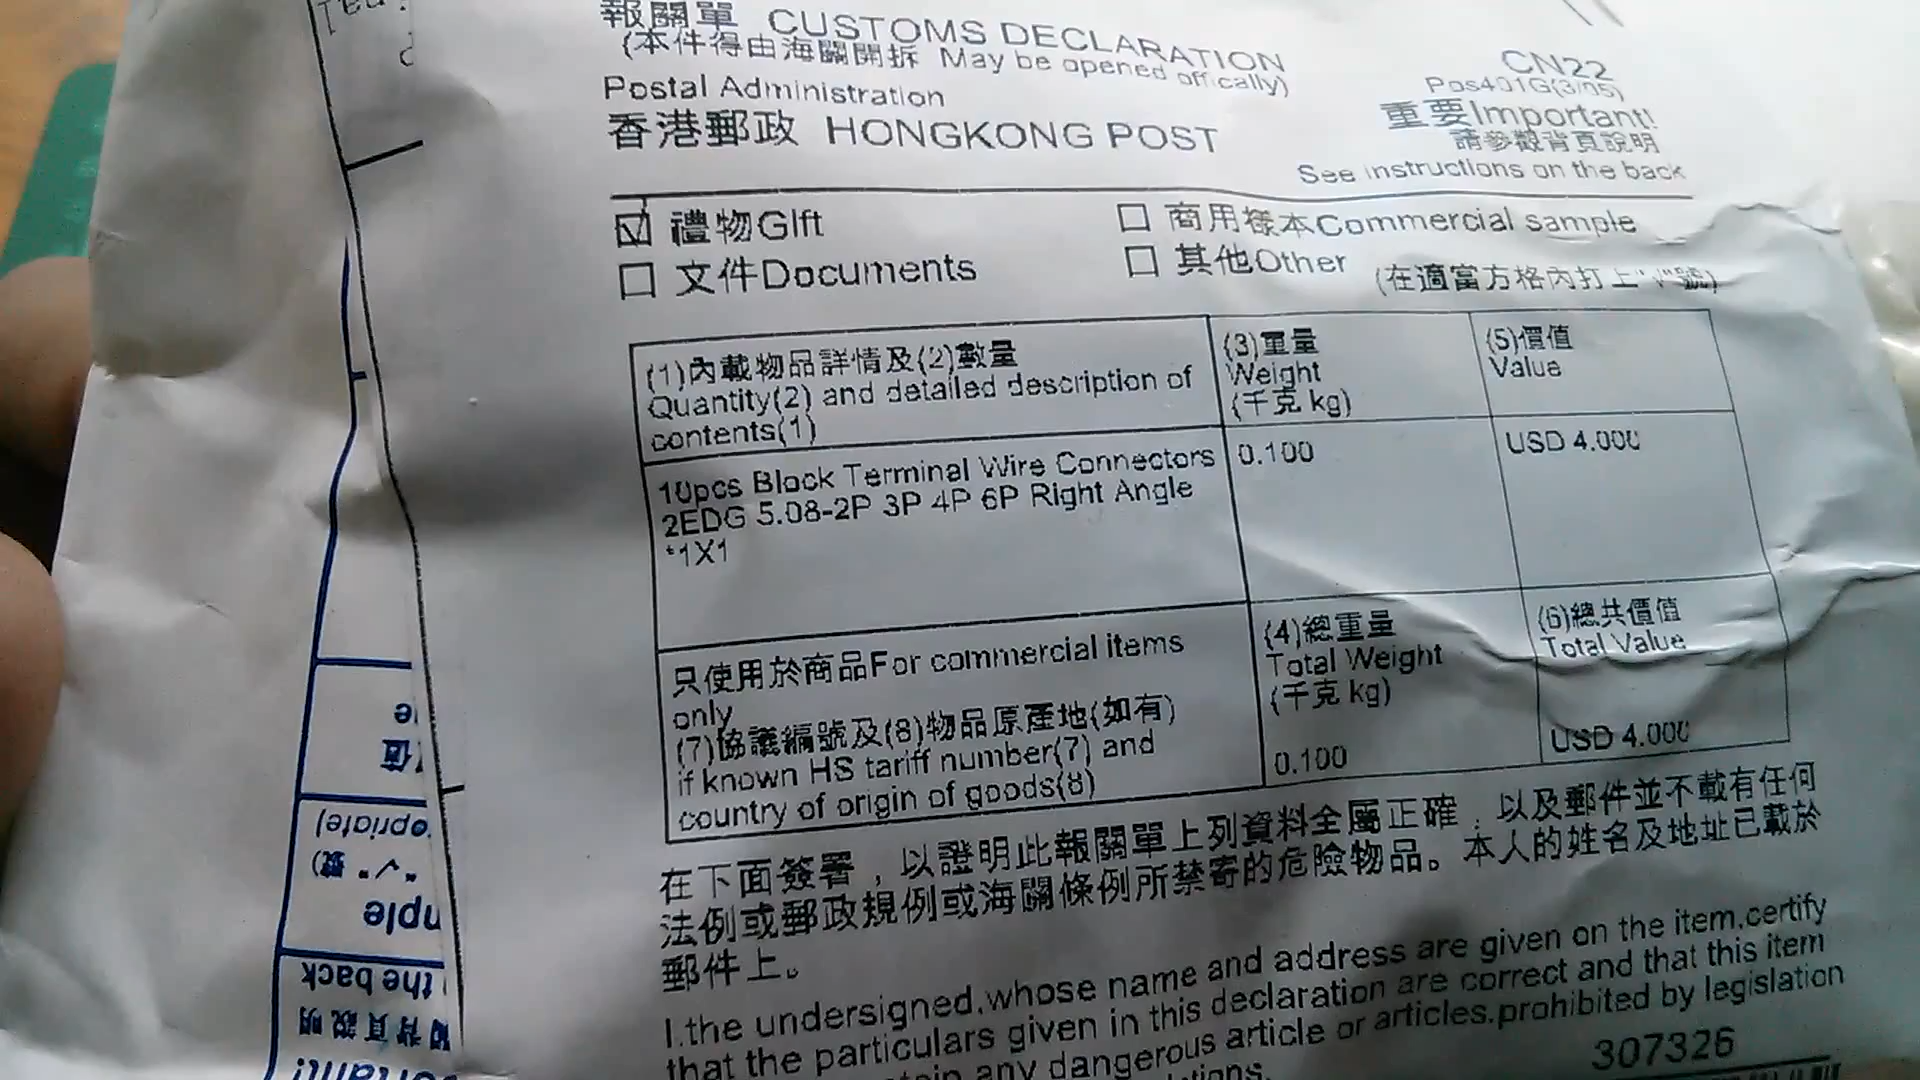 報關單 CUSTOMS DECLARATION
(本件得由海關開拆 May be opened offically)
CN22
Pos401G(3/05)
Postal Administration
香港郵政 HONGKONG POST
重要Important!
請參觀背頁說明
See instructions on the back
☑ 禮物Gift
☐ 商用樣本Commercial sample
☐ 文件Documents
☐ 其他Other
(在適當方格內打上"√"號)
(1)內載物品詳情及(2)數量
Quantity(2) and detailed description of
contents(1)
(3)重量
Weight
(千克 kg)
(5)價值
Value
10pcs Block Terminal Wire Connectors
2EDG 5.08-2P 3P 4P 6P Right Angle
*1X1
0.100
USD 4.000
只使用於商品For commercial items
only
(7)協議編號及(8)物品原產地(如有)
if known HS tariff number(7) and
country of origin of goods(8)
(4)總重量
Total Weight
(千克 kg)
0.100
(6)總共價值
Total Value
USD 4.000
在下面簽署，以證明此報關單上列資料全屬正確，以及郵件並不載有任何
法例或郵政規例或海關條例所禁寄的危險物品。本人的姓名及地址已載於
郵件上。
I.the undersigned.whose name and address are given on the item.certify
that the particulars given in this declaration are correct and that this item
any dangerous article or articles.prohibited by legislation
307326
the back